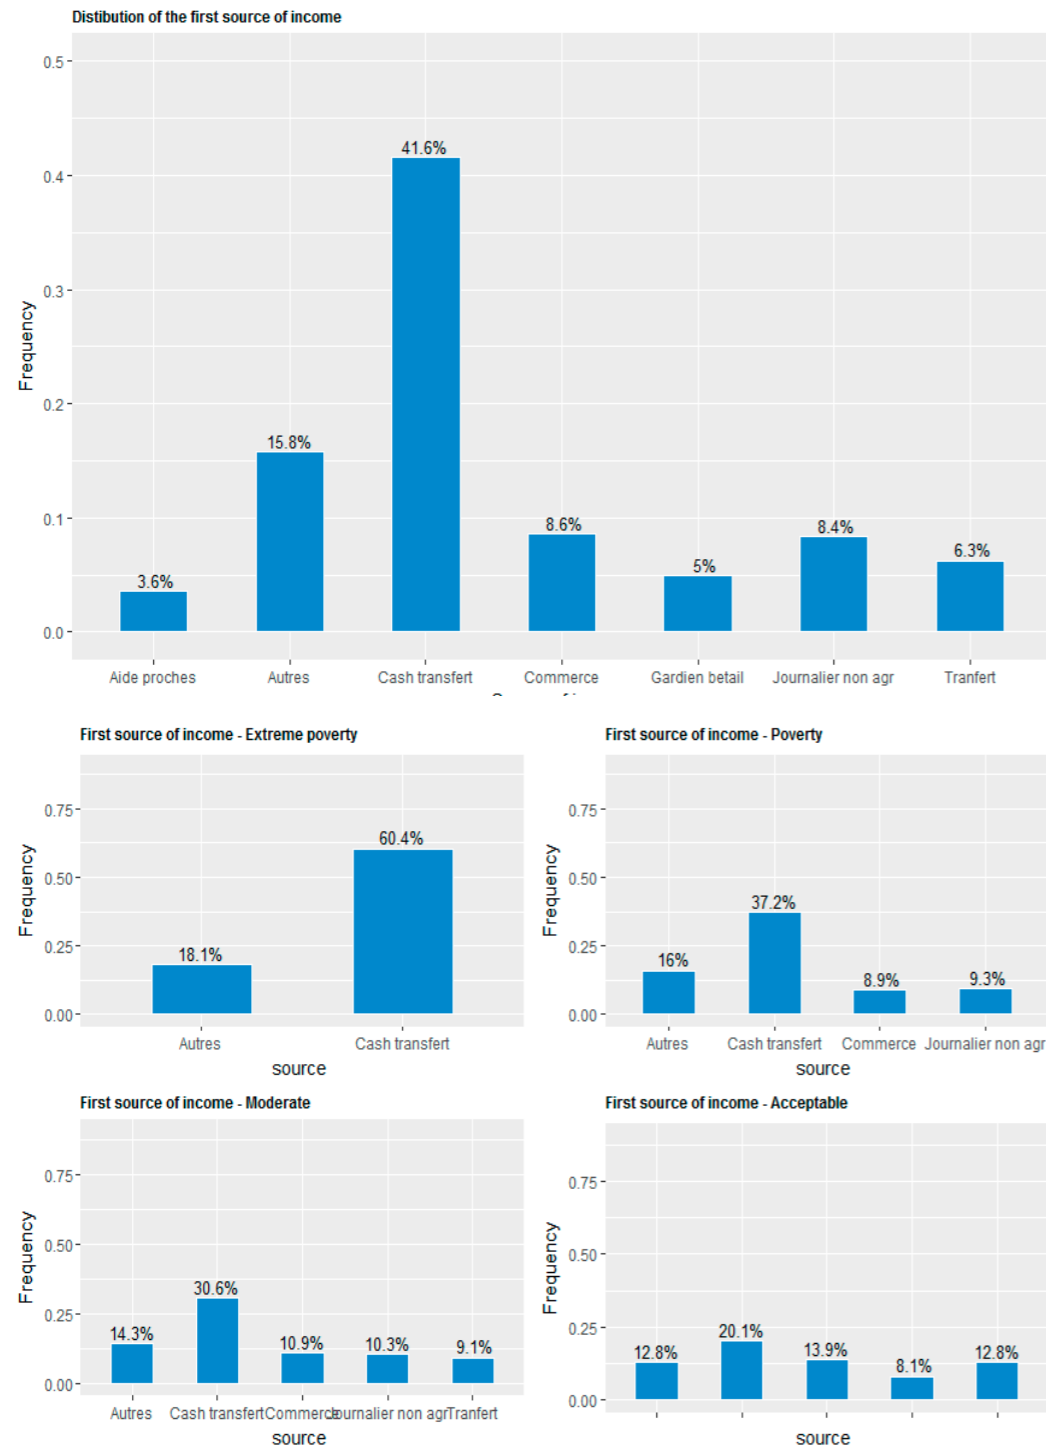 Distibution of the first source of income
0.5
0.4
0.3
0.2
0.1
0.0
Frequency
3.6%
15.8%
41.6%
8.6%
5%
8.4%
6.3%
Aide proches
Autres
Cash transfert
Commerce
Gardien betail
Journalier non agr
Tranfert
First source of income - Extreme poverty
0.75
0.50
0.25
0.00
Frequency
18.1%
60.4%
Autres
Cash transfert
source
First source of income - Poverty
0.75
0.50
0.25
0.00
Frequency
16%
37.2%
8.9%
9.3%
Autres
Cash transfert
Commerce
Journalier non agr
source
First source of income - Moderate
0.75
0.50
0.25
0.00
Frequency
14.3%
30.6%
10.9%
10.3%
9.1%
Autres
Cash transfert
Commerce
Journalier non agr
Tranfert
source
First source of income - Acceptable
0.75
0.50
0.25
0.00
Frequency
12.8%
20.1%
13.9%
8.1%
12.8%
source